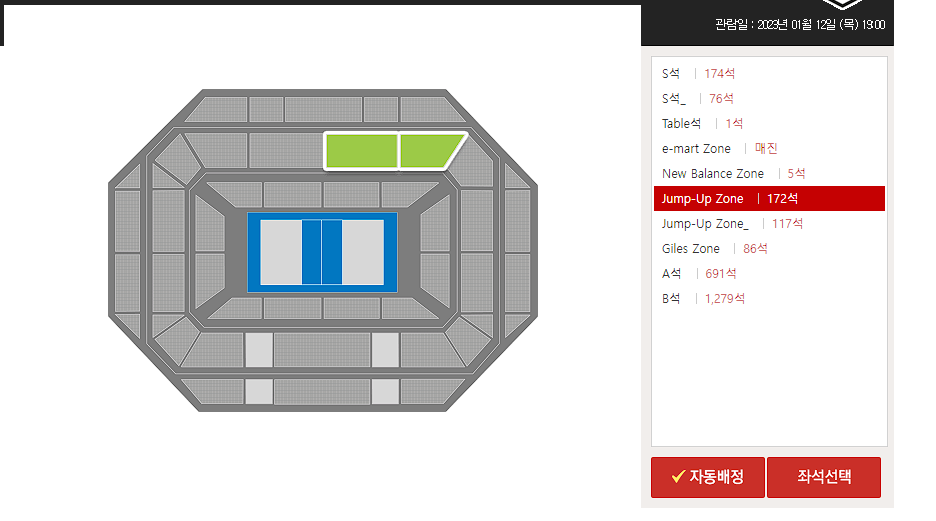 관람일 : 2023년 01월 12일 (목) 19:00
S석 | 174석
S석_ | 76석
Table석 | 1석
e-mart Zone | 매진
New Balance Zone | 5석
Jump-Up Zone | 172석
Jump-Up Zone_ | 117석
Giles Zone | 86석
A석 | 691석
B석 | 1,279석
자동배정 좌석선택